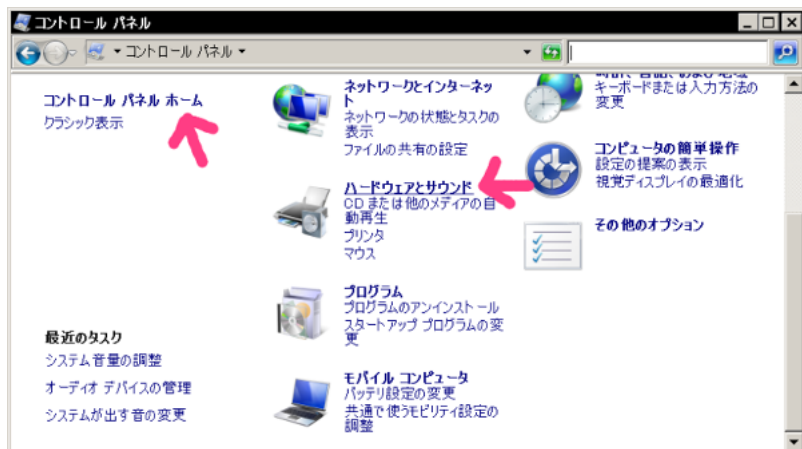 コントロール パネル
コントロール パネル
コントロール パネル ホーム
クラシック表示
最近のタスク
システム音量の調整
オーディオ デバイスの管理
システムが出す音の変更
ネットワークとインターネッ
ト
ネットワークの状態とタスクの
表示
ファイルの共有の設定
ハードウェアとサウンド
CD または他のメディアの自
動再生
プリンタ
マウス
プログラム
プログラムのアンインストール
スタートアップ プログラムの変
更
モバイル コンピュータ
バッテリ設定の変更
共通で使うモビリティ設定の
調整
時計、言語、および地域
キーボードまたは入力方法の
変更
コンピュータの簡単操作
設定の提案の表示
視覚ディスプレイの最適化
その他のオプション